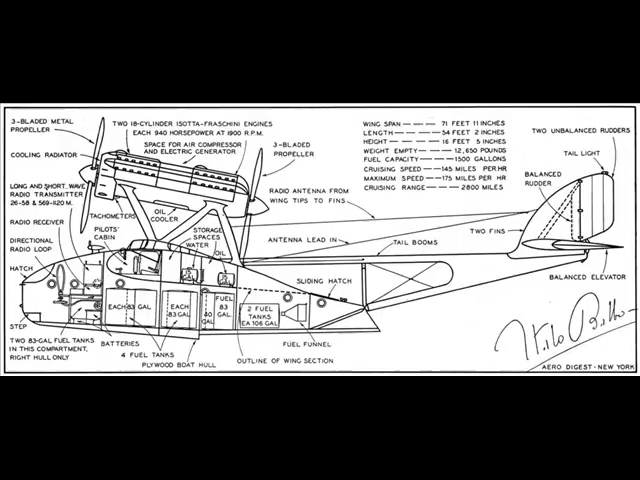 3-BLADED METAL
PROPELLER
COOLING RADIATOR
LONG AND SHORT WAVE
RADIO TRANSMITTER
26-58 & 569-1120 M.
RADIO RECEIVER
DIRECTIONAL
RADIO LOOP
HATCH
STEP
TWO 83-GAL FUEL TANKS
IN THIS COMPARTMENT,
RIGHT HULL ONLY
TWO 18-CYLINDER ISOTTA-FRASCHINI ENGINES
EACH 940 HORSEPOWER AT 1900 R.P.M.
SPACE FOR AIR COMPRESSOR
AND ELECTRIC GENERATOR
3-BLADED
PROPELLER
TACHOMETERS
OIL
COOLER
PILOTS'
CABIN
STORAGE
SPACES
WATER
OIL
EACH 83 GAL
EACH
83 GAL
40
GAL
FUEL
83
GAL
2 FUEL
TANKS
EA 106 GAL
BATTERIES
4 FUEL TANKS
PLYWOOD BOAT HULL
OUTLINE OF WING SECTION
FUEL FUNNEL
SLIDING HATCH
RADIO ANTENNA FROM
WING TIPS TO FINS
ANTENNA LEAD IN
TAIL BOOMS
WING SPAN — — 71 FEET 11 INCHES
LENGTH — — — — 54 FEET 2 INCHES
HEIGHT — — — — 16 FEET 5 INCHES
WEIGHT EMPTY — — 12,650 POUNDS
FUEL CAPACITY — — — 1500 GALLONS
CRUISING SPEED — — 145 MILES PER HR
MAXIMUM SPEED — — 175 MILES PER HR
CRUISING RANGE — — — 2800 MILES
TWO UNBALANCED RUDDERS
TAIL LIGHT
BALANCED
RUDDER
TWO FINS
BALANCED ELEVATOR
AERO DIGEST-NEW YORK